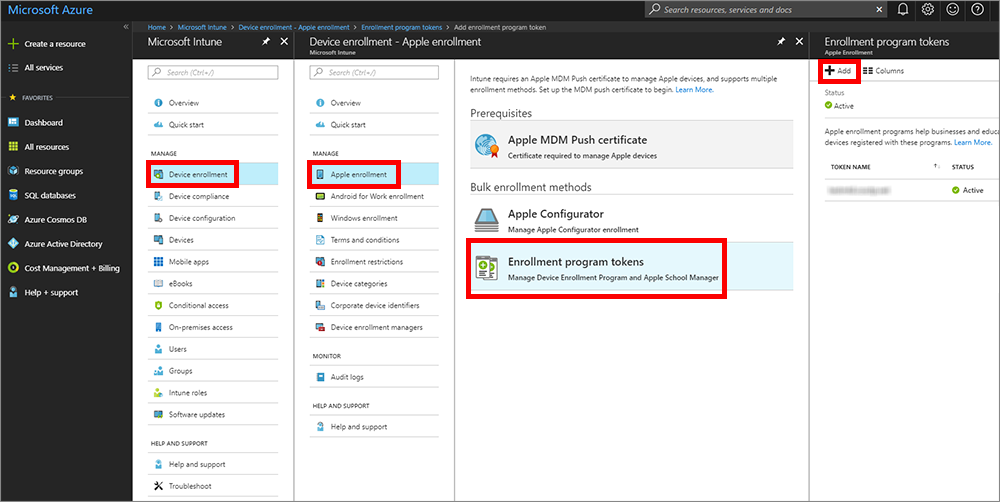 Microsoft Azure
Search resources, services and docs
Create a resource
All services
FAVORITES
Dashboard
All resources
Resource groups
SQL databases
Azure Cosmos DB
Azure Active Directory
Cost Management + Billing
Help + support
Home > Microsoft Intune > Device enrollment - Apple enrollment > Enrollment program tokens > Add enrollment program token
Microsoft Intune
Search (Ctrl+/)
Overview
Quick start
MANAGE
Device enrollment
Device compliance
Device configuration
Devices
Mobile apps
eBooks
Conditional access
On-premises access
Users
Groups
Intune roles
Software updates
HELP AND SUPPORT
Help and support
Troubleshoot
Device enrollment - Apple enrollment
Microsoft Intune
Search (Ctrl+/)
Overview
Quick start
MANAGE
Apple enrollment
Android for Work enrollment
Windows enrollment
Terms and conditions
Enrollment restrictions
Device categories
Corporate device identifiers
Device enrollment managers
MONITOR
Audit logs
HELP AND SUPPORT
Help and support
Intune requires an Apple MDM Push certificate to manage Apple devices, and supports multiple
enrollment methods. Set up the MDM push certificate to begin. Learn More.
Prerequisites
Apple MDM Push certificate
Certificate required to manage Apple devices
Bulk enrollment methods
Apple Configurator
Manage Apple Configurator enrollment
Enrollment program tokens
Manage Device Enrollment Program and Apple School Manager
Enrollment program tokens
Apple Enrollment
Add Columns
Status
Active
Apple enrollment programs help businesses and educa
devices registered with these programs. Learn More.
TOKEN NAME STATUS
Active